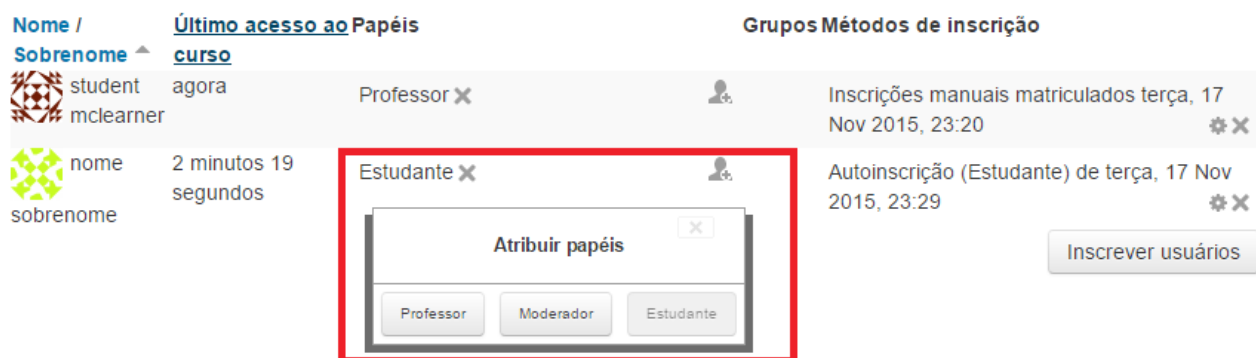 Nome /
Sobrenome
Último acesso ao
curso
Papéis
Grupos
Métodos de inscrição
student
mclearner
agora
Professor
Inscrições manuais matriculados terça, 17
Nov 2015, 23:20
nome
sobrenome
2 minutos 19
segundos
Estudante
Autoinscrição (Estudante) de terça, 17 Nov
2015, 23:29
Atribuir papéis
Professor
Moderador
Estudante
Inscrever usuários